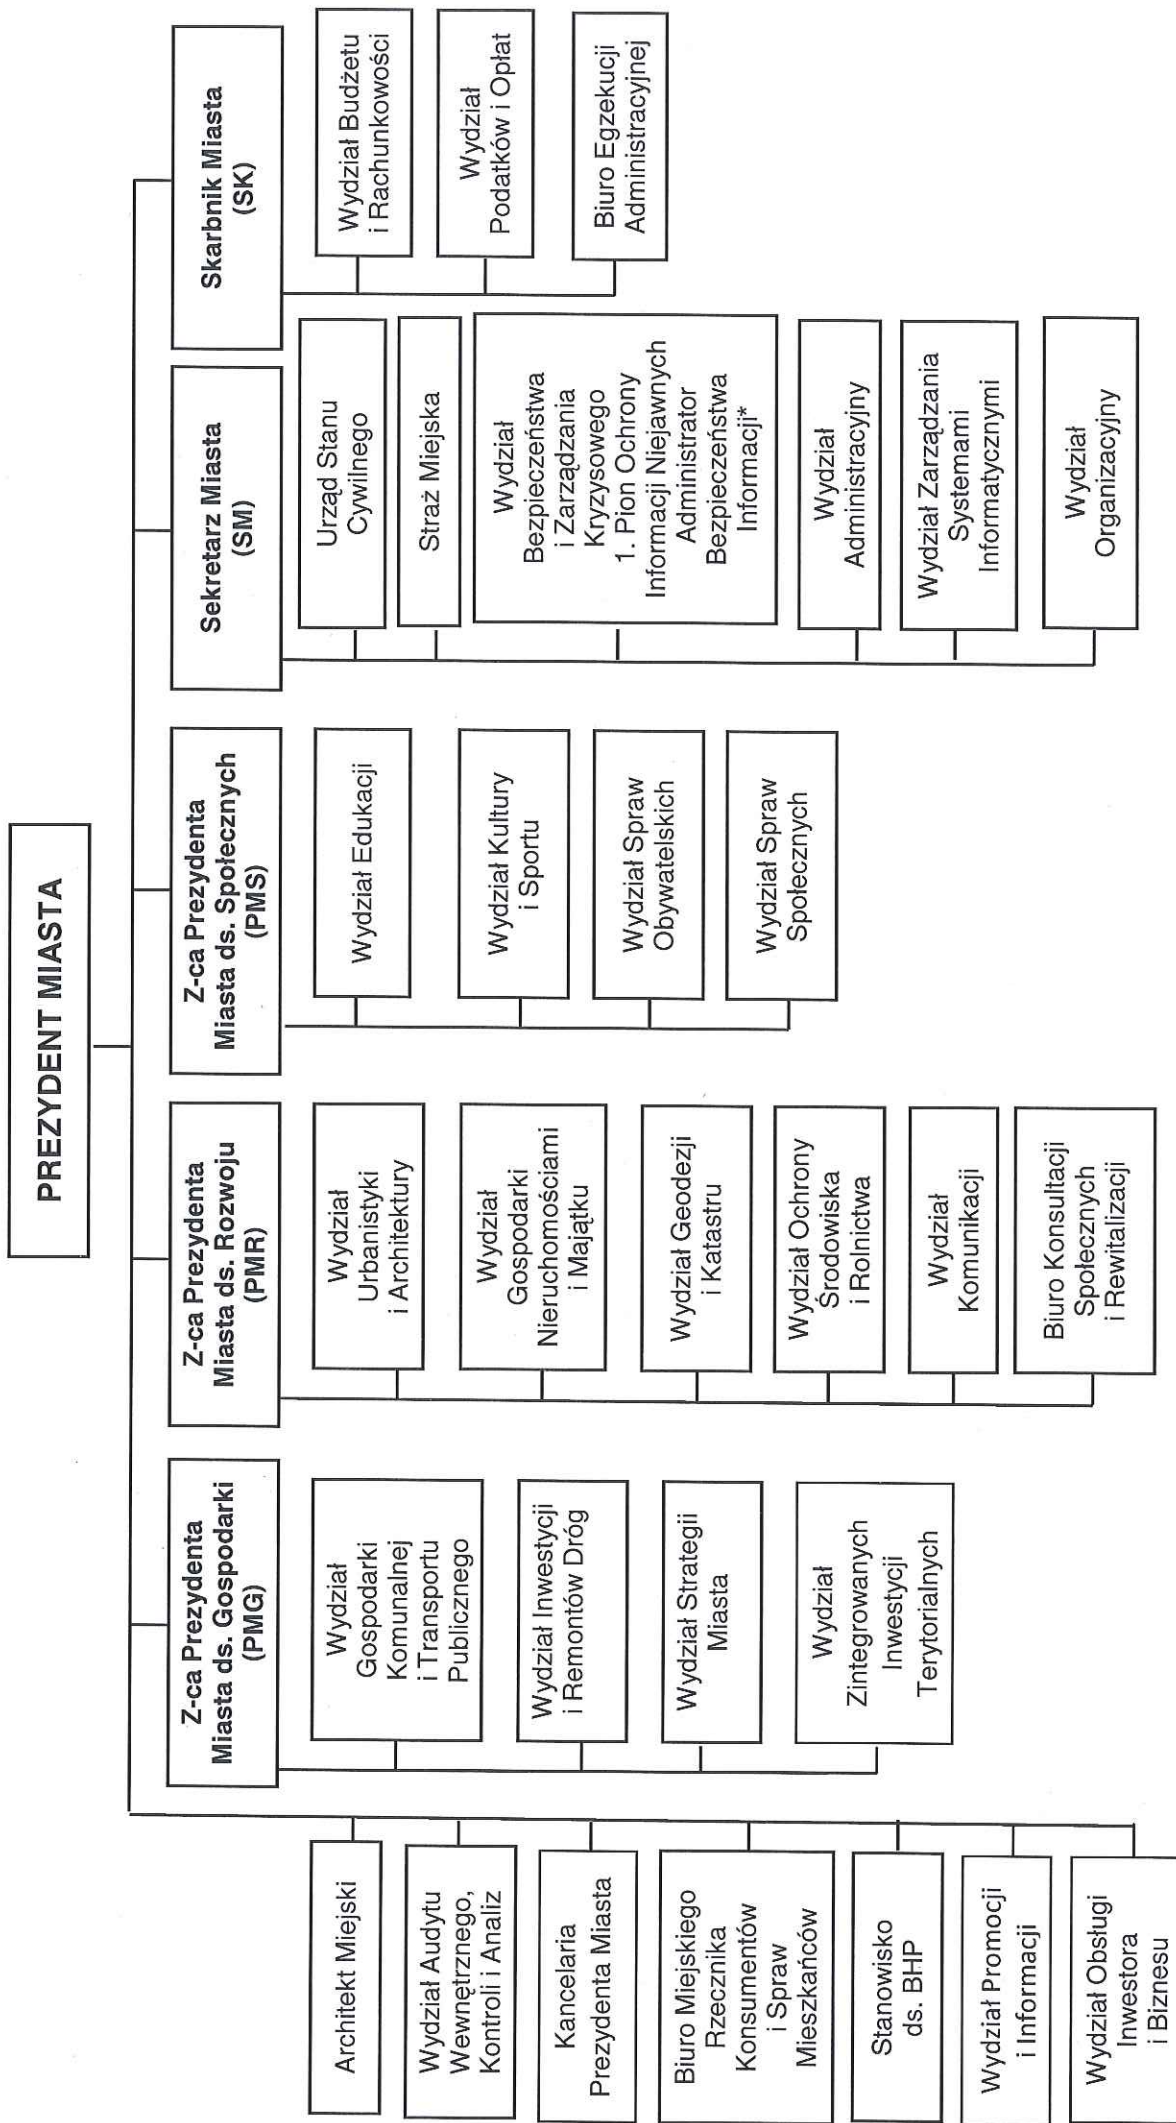 PREZYDENT MIASTA
Z-ca Prezydenta
Miasta ds. Gospodarki
(PMG)
Z-ca Prezydenta
Miasta ds. Rozwoju
(PMR)
Z-ca Prezydenta
Miasta ds. Społecznych
(PMS)
Sekretarz Miasta
(SM)
Skarbnik Miasta
(SK)
Architekt Miejski
Wydział Audytu
Wewnętrznego,
Kontroli i Analiz
Kancelaria
Prezydenta Miasta
Biuro Miejskiego
Rzecznika
Konsumentów
i Spraw
Mieszkańców
Stanowisko
ds. BHP
Wydział Promocji
i Informacji
Wydział Obsługi
Inwestora
i Biznesu
Wydział
Gospodarki
Komunalnej
i Transportu
Publicznego
Wydział Inwestycji
i Remontów Dróg
Wydział Strategii
Miasta
Wydział
Zintegrowanych
Inwestycji
Terytorialnych
Wydział
Urbanistyki
i Architektury
Wydział
Gospodarki
Nieruchomościami
i Majątku
Wydział Geodezji
i Katastru
Wydział Ochrony
Środowiska
i Rolnictwa
Wydział
Komunikacji
Biuro Konsultacji
Społecznych
i Rewitalizacji
Wydział Edukacji
Wydział Kultury
i Sportu
Wydział Spraw
Obywatelskich
Wydział Spraw
Społecznych
Urząd Stanu
Cywilnego
Straż Miejska
Wydział
Bezpieczeństwa
i Zarządzania
Kryzysowego
1. Pion Ochrony
Informacji Niejawnych
Administrator
Bezpieczeństwa
Informacji*
Wydział
Administracyjny
Wydział Zarządzania
Systemami
Informatycznymi
Wydział
Organizacyjny
Wydział Budżetu
i Rachunkowości
Wydział
Podatków i Opłat
Biuro Egzekucji
Administracyjnej